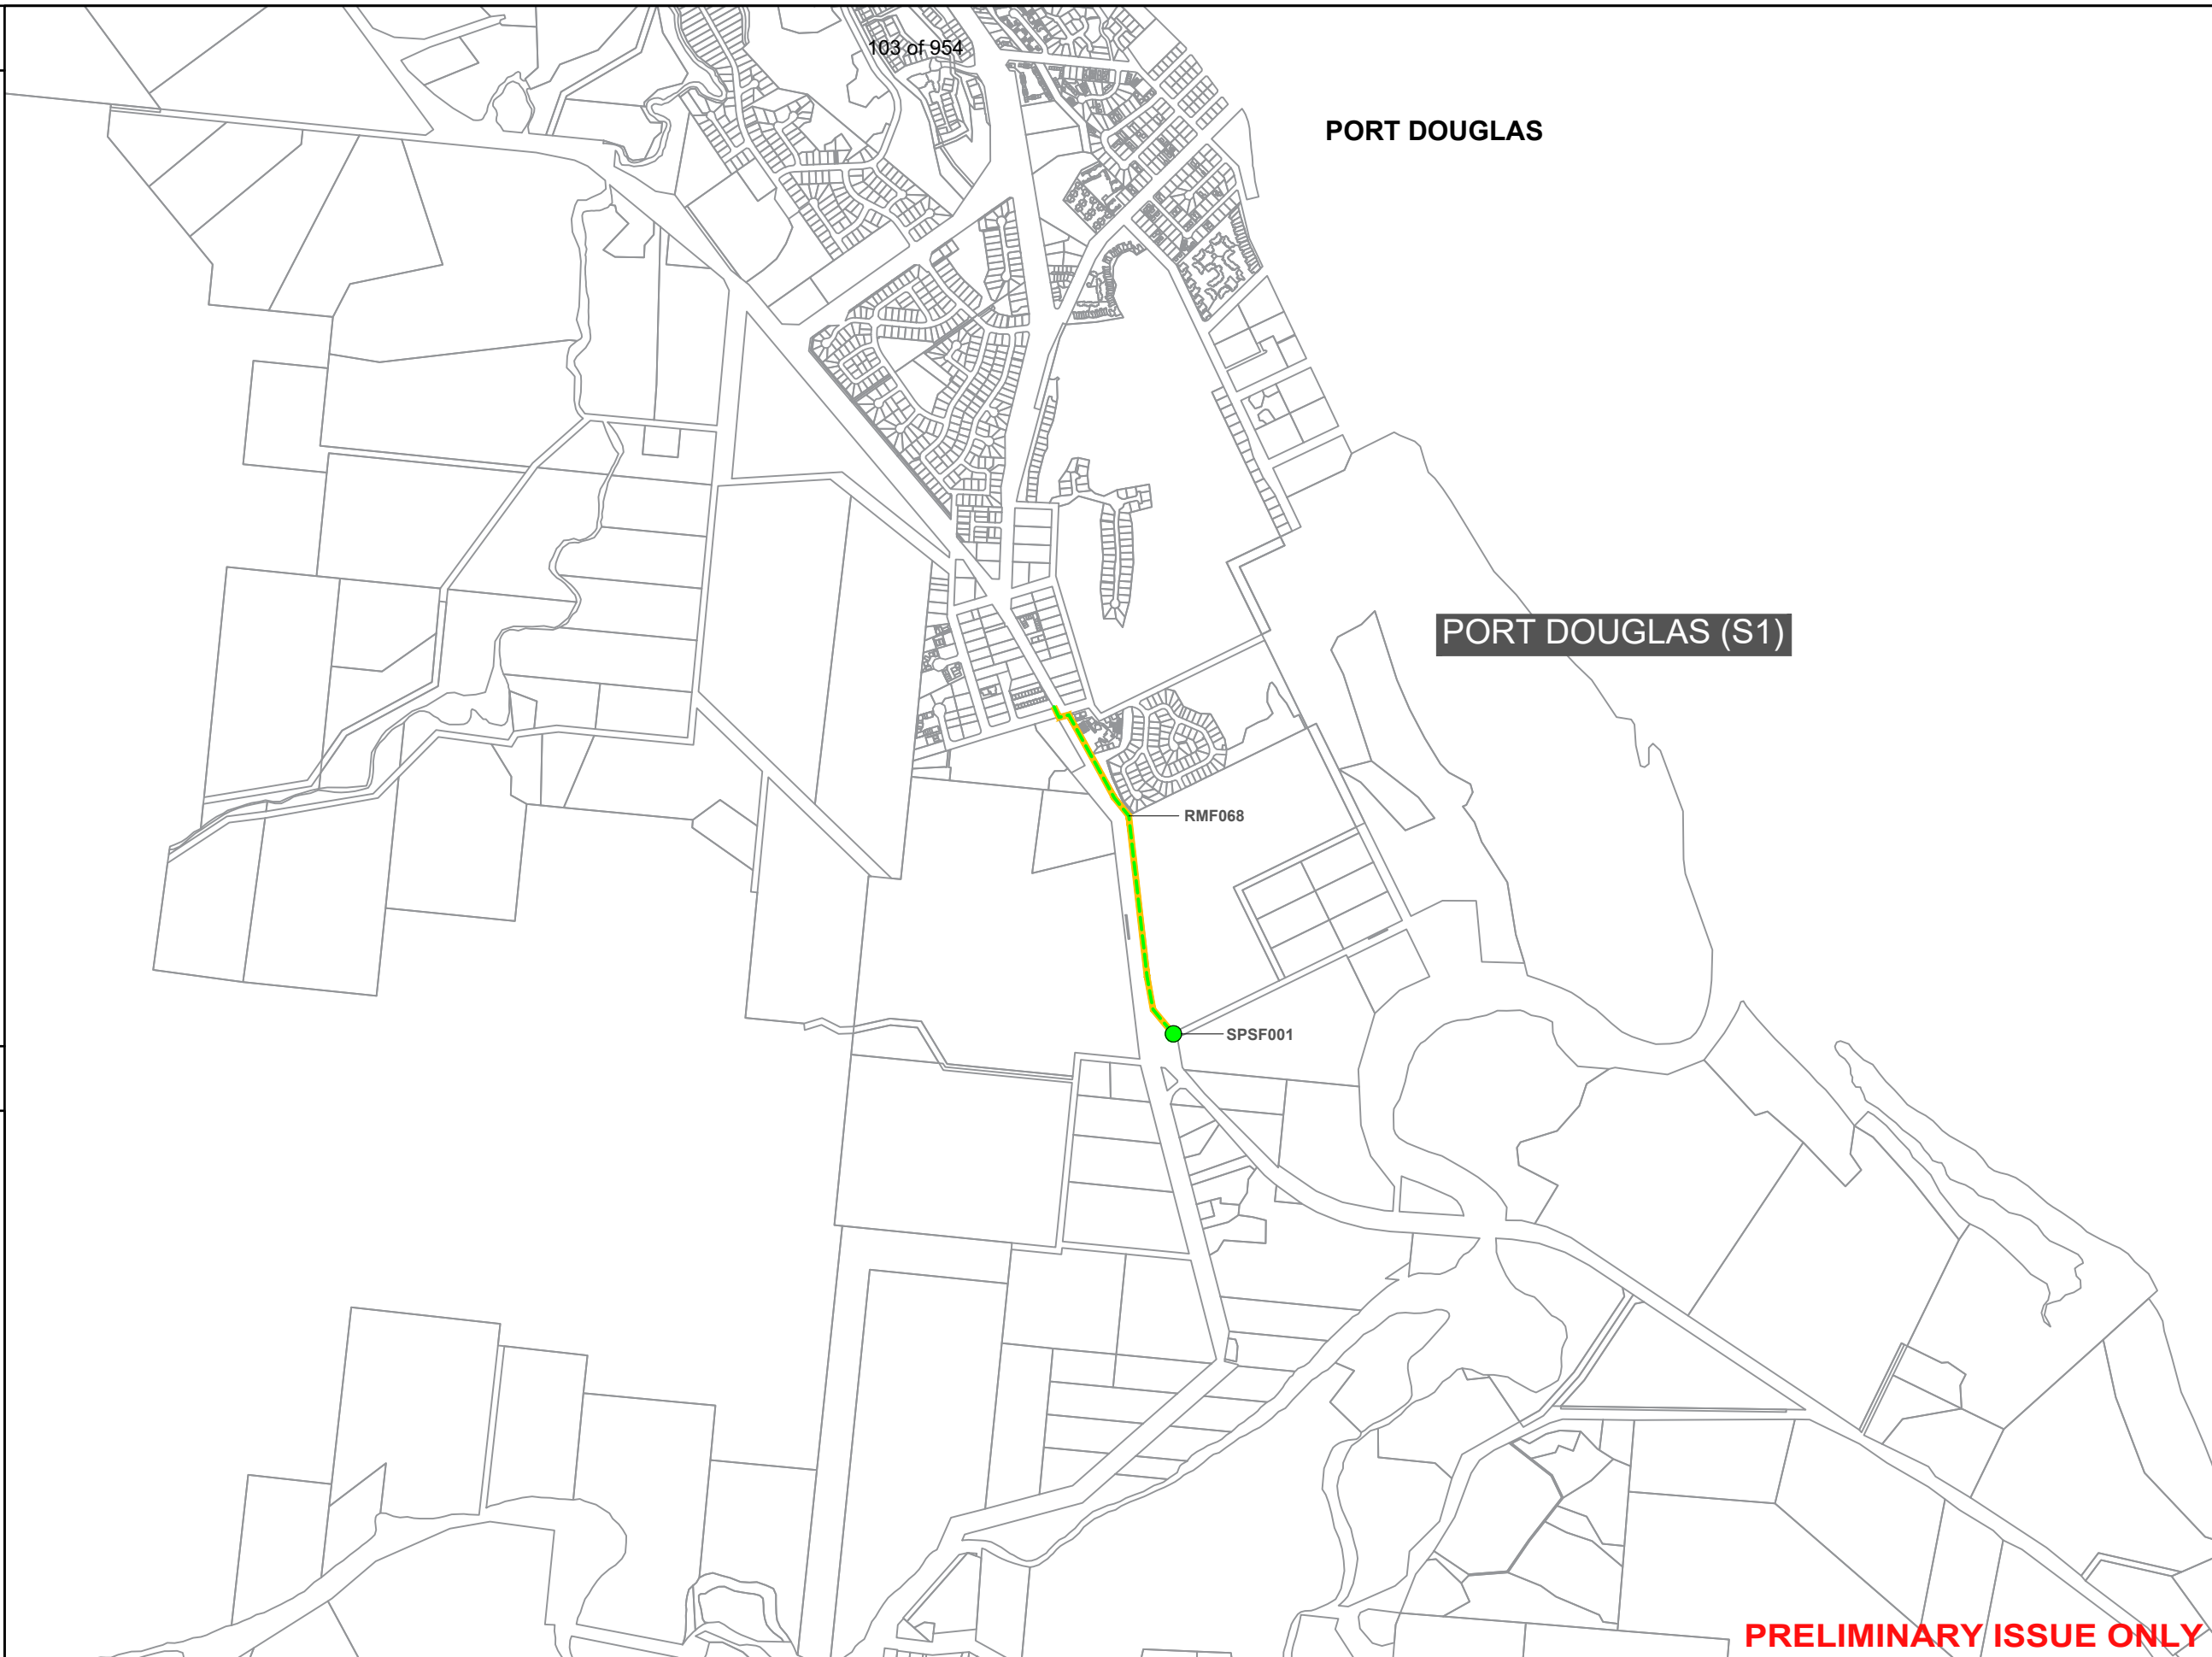 103 of 954
PORT DOUGLAS
PORT DOUGLAS (S1)
RMF068
SPSF001
PRELIMINARY ISSUE ONLY